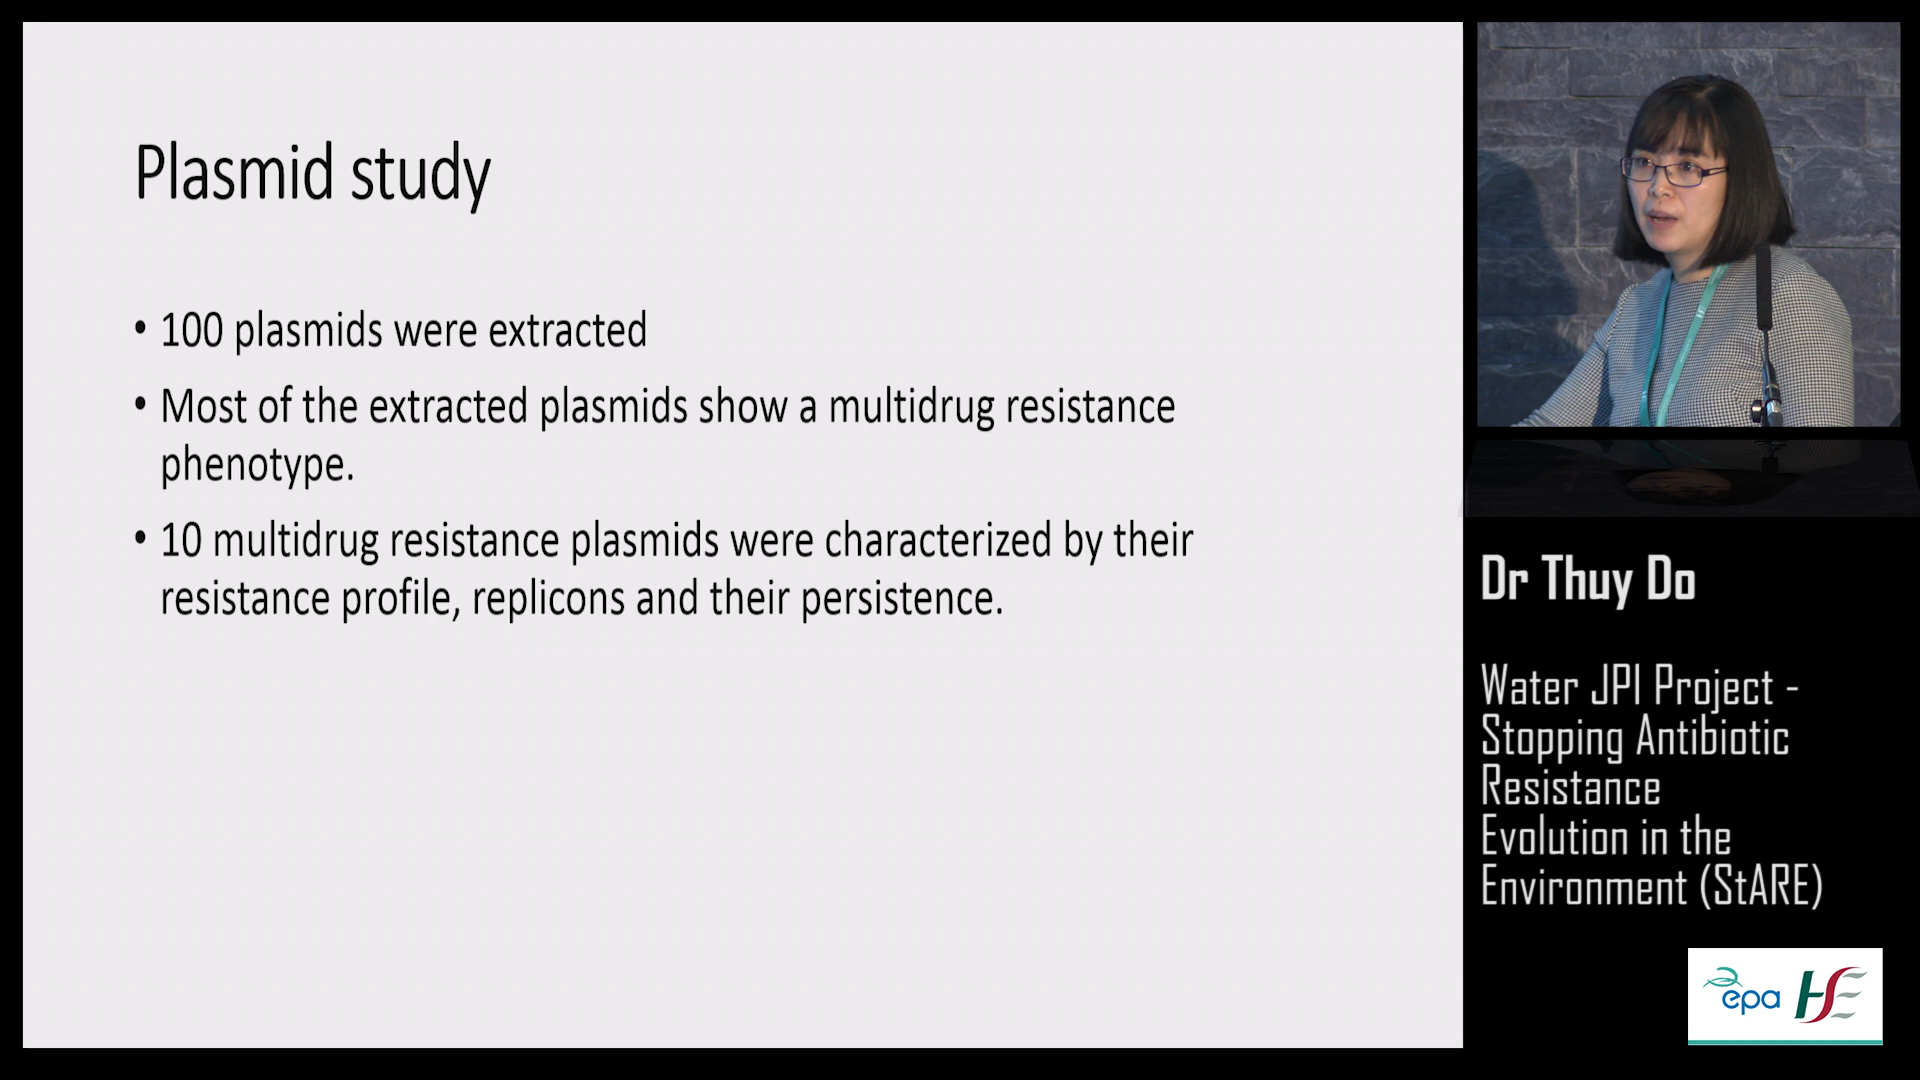 Plasmid study
• 100 plasmids were extracted
• Most of the extracted plasmids show a multidrug resistance
phenotype.
• 10 multidrug resistance plasmids were characterized by their
resistance profile, replicons and their persistence.
Dr Thuy Do
Water JPI Project -
Stopping Antibiotic
Resistance
Evolution in the
Environment (StARE)
epa HSE